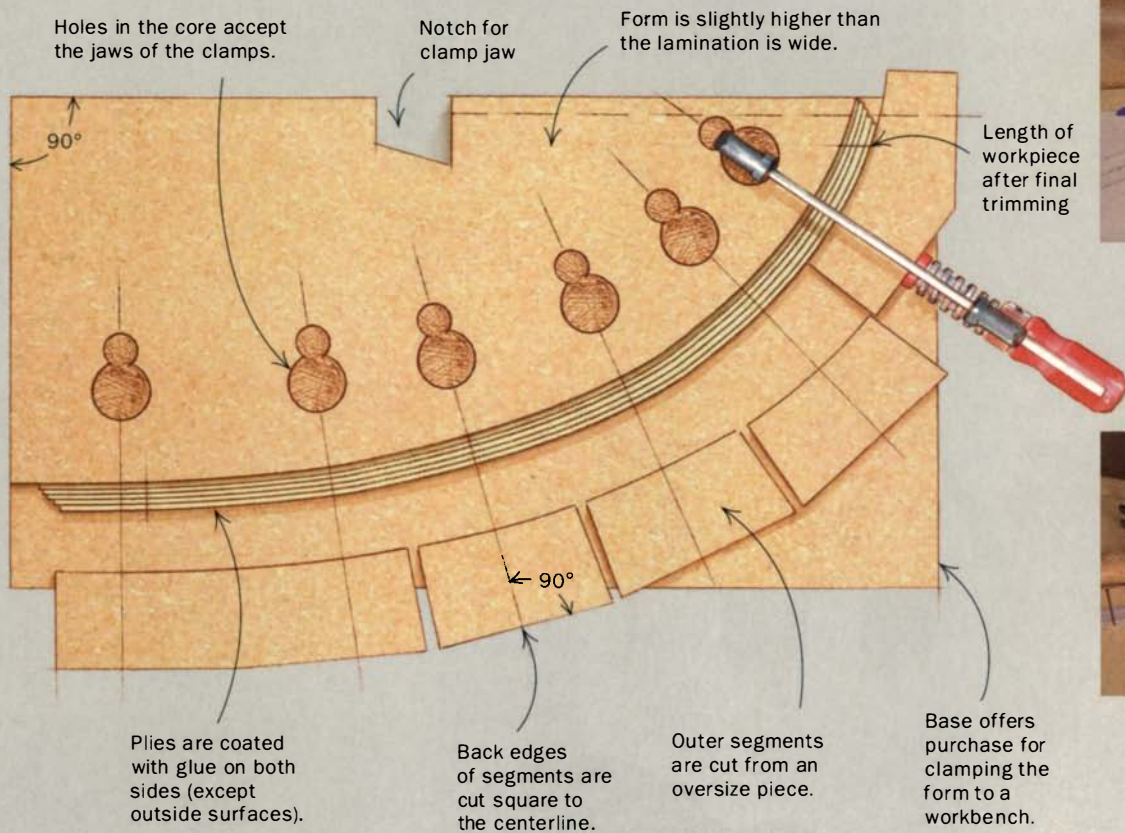 Holes in the core accept
the jaws of the clamps.
Notch for
clamp jaw
Form is slightly higher than
the lamination is wide.
90°
Length of
workpiece
after final
trimming
90°
Plies are coated
with glue on both
sides (except
outside surfaces).
Back edges
of segments are
cut square to
the centerline.
Outer segments
are cut from an
oversize piece.
Base offers
purchase for
clamping the
form to a
workbench.